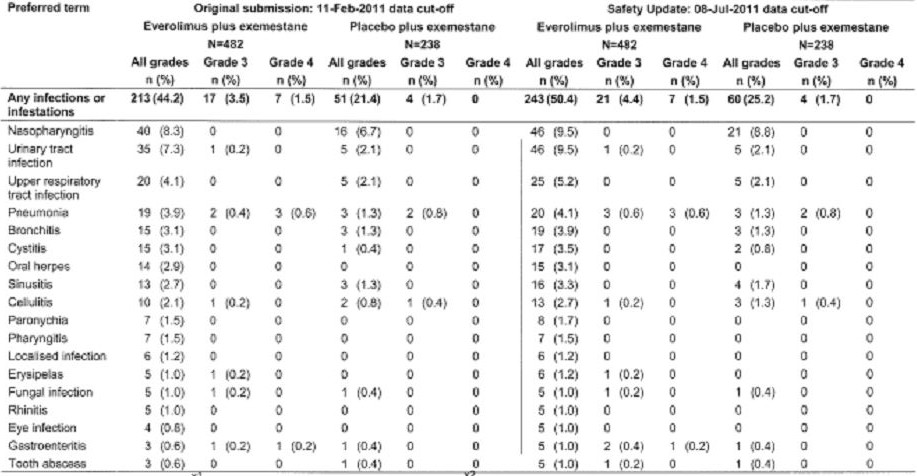 Preferred term Original submission: 11-Feb-2011 data cut-off Safety Update: 08-Jul-2011 data cut-off
Everolimus plus exemestane Placebo plus exemestane Everolimus plus exemestane Placebo plus exemestane
N=482 N=238 N=482 N=238
All grades Grade 3 Grade 4 All grades Grade 3 Grade 4 All grades Grade 3 Grade 4 All grades Grade 3 Grade 4
n (%) n (%) n (%) n (%) n (%) n (%) n (%) n (%) n (%) n (%) n (%) n (%)
Any infections or 213 (44.2) 17 (3.5) 7 (1.5) 51 (21.4) 4 (1.7) 0 243 (50.4) 21 (4.4) 7 (1.5) 60 (25.2) 4 (1.7) 0
infestations
Nasopharyngitis 40 (8.3) 0 0 16 (6.7) 0 0 46 (9.5) 0 0 21 (8.8) 0 0
Urinary tract 35 (7.3) 1 (0.2) 0 5 (2.1) 0 0 46 (9.5) 1 (0.2) 0 5 (2.1) 0 0
infection
Upper respiratory 20 (4.1) 0 0 5 (2.1) 0 0 25 (5.2) 0 0 5 (2.1) 0 0
tract infection
Pneumonia 19 (3.9) 2 (0.4) 3 (0.6) 3 (1.3) 2 (0.8) 0 20 (4.1) 3 (0.6) 3 (0.6) 3 (1.3) 2 (0.8) 0
Bronchitis 15 (3.1) 0 0 3 (1.3) 0 0 19 (3.9) 0 0 3 (1.3) 0 0
Cystitis 15 (3.1) 0 0 1 (0.4) 0 0 17 (3.5) 0 0 2 (0.8) 0 0
Oral herpes 14 (2.9) 0 0 0 0 0 15 (3.1) 0 0 0 0 0
Sinusitis 13 (2.7) 0 0 3 (1.3) 0 0 16 (3.3) 0 0 4 (1.7) 0 0
Cellulitis 10 (2.1) 1 (0.2) 0 2 (0.8) 1 (0.4) 0 13 (2.7) 1 (0.2) 0 3 (1.3) 1 (0.4) 0
Paronychia 7 (1.5) 0 0 0 0 0 8 (1.7) 0 0 0 0 0
Pharyngitis 7 (1.5) 0 0 0 0 0 7 (1.5) 0 0 0 0 0
Localised infection 6 (1.2) 0 0 0 0 0 6 (1.2) 0 0 0 0 0
Erysipelas 5 (1.0) 1 (0.2) 0 0 0 0 6 (1.2) 1 (0.2) 0 0 0 0
Fungal infection 5 (1.0) 1 (0.2) 0 1 (0.4) 0 0 5 (1.0) 1 (0.2) 0 1 (0.4) 0 0
Rhinitis 5 (1.0) 0 0 0 0 0 5 (1.0) 0 0 0 0 0
Eye infection 4 (0.8) 0 0 0 0 0 5 (1.0) 0 0 0 0 0
Gastroenteritis 3 (0.6) 1 (0.2) 1 (0.2) 1 (0.4) 0 0 5 (1.0) 2 (0.4) 1 (0.2) 1 (0.4) 0 0
Tooth abscess 3 (0.6) 0 0 1 (0.4) 0 0 5 (1.0) 1 (0.2) 0 1 (0.4) 0 0